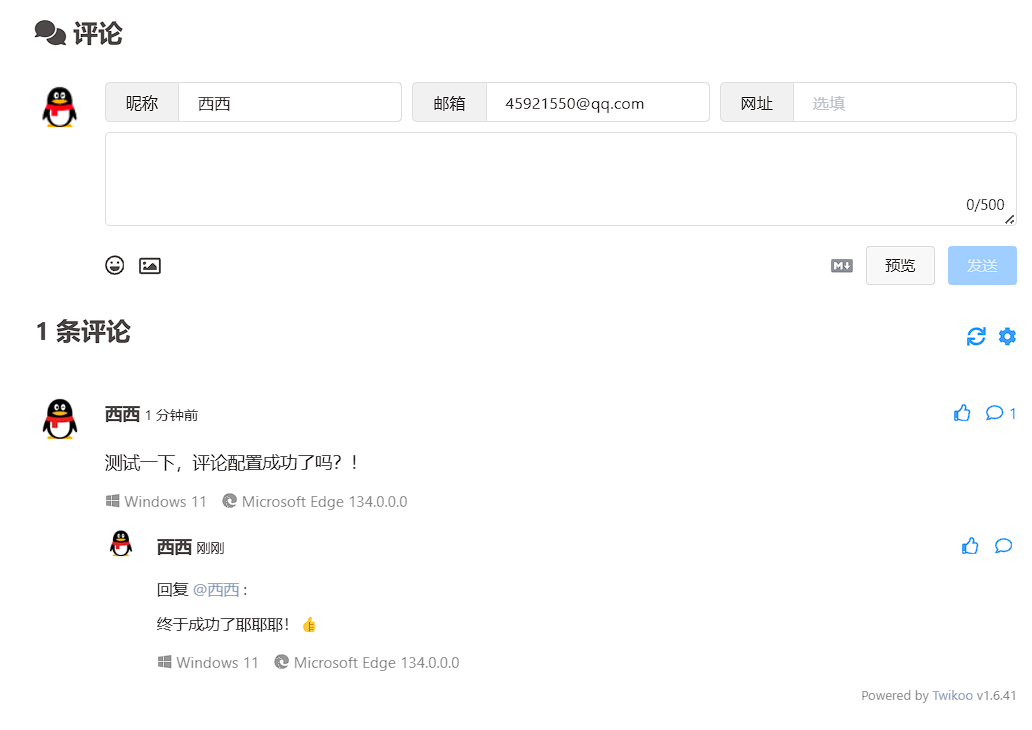 评论
昵称 西西 邮箱 45921550@qq.com 网址 选填
0/500
M↓ 预览 发送
1 条评论
西西 1 分钟前 1
测试一下，评论配置成功了吗？！
Windows 11 Microsoft Edge 134.0.0.0
西西 刚刚
回复 @西西 :
终于成功了耶耶耶！👍
Windows 11 Microsoft Edge 134.0.0.0
Powered by Twikoo v1.6.41